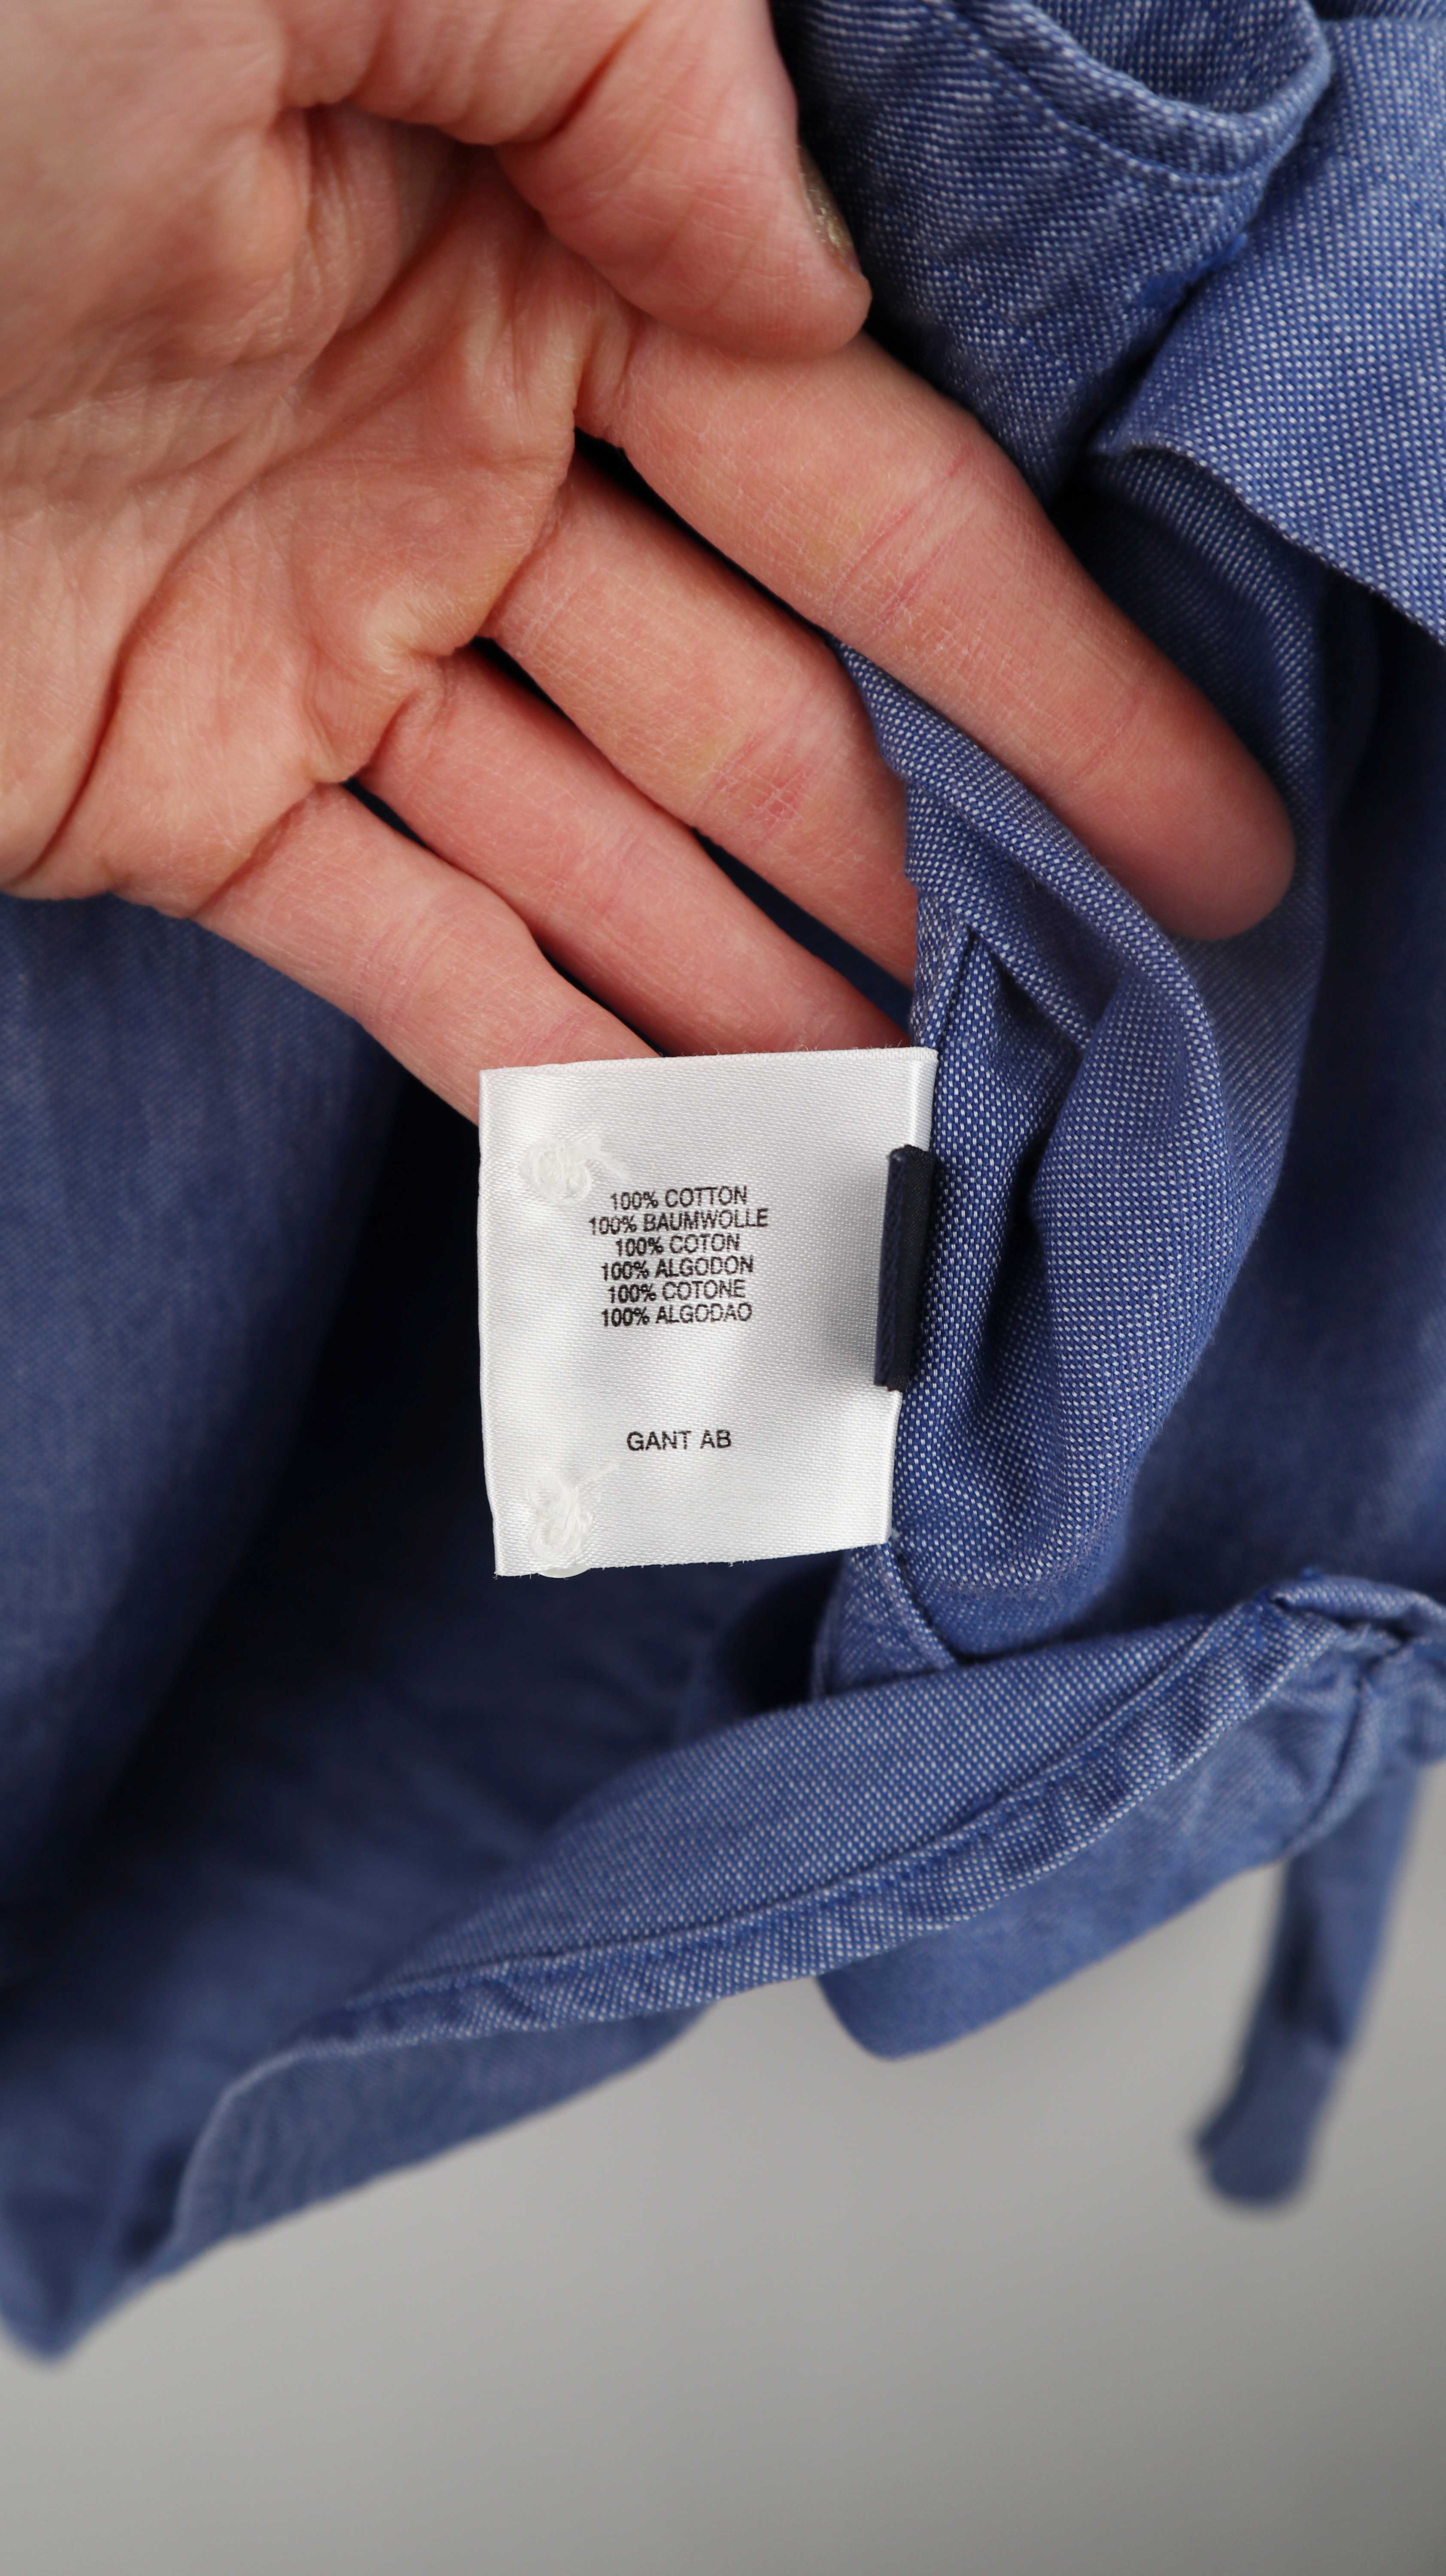 100% COTTON
100% BAUMWOLLE
100% COTON
100% ALGODON
100% COTONE
100% ALGODAO
GANT AB